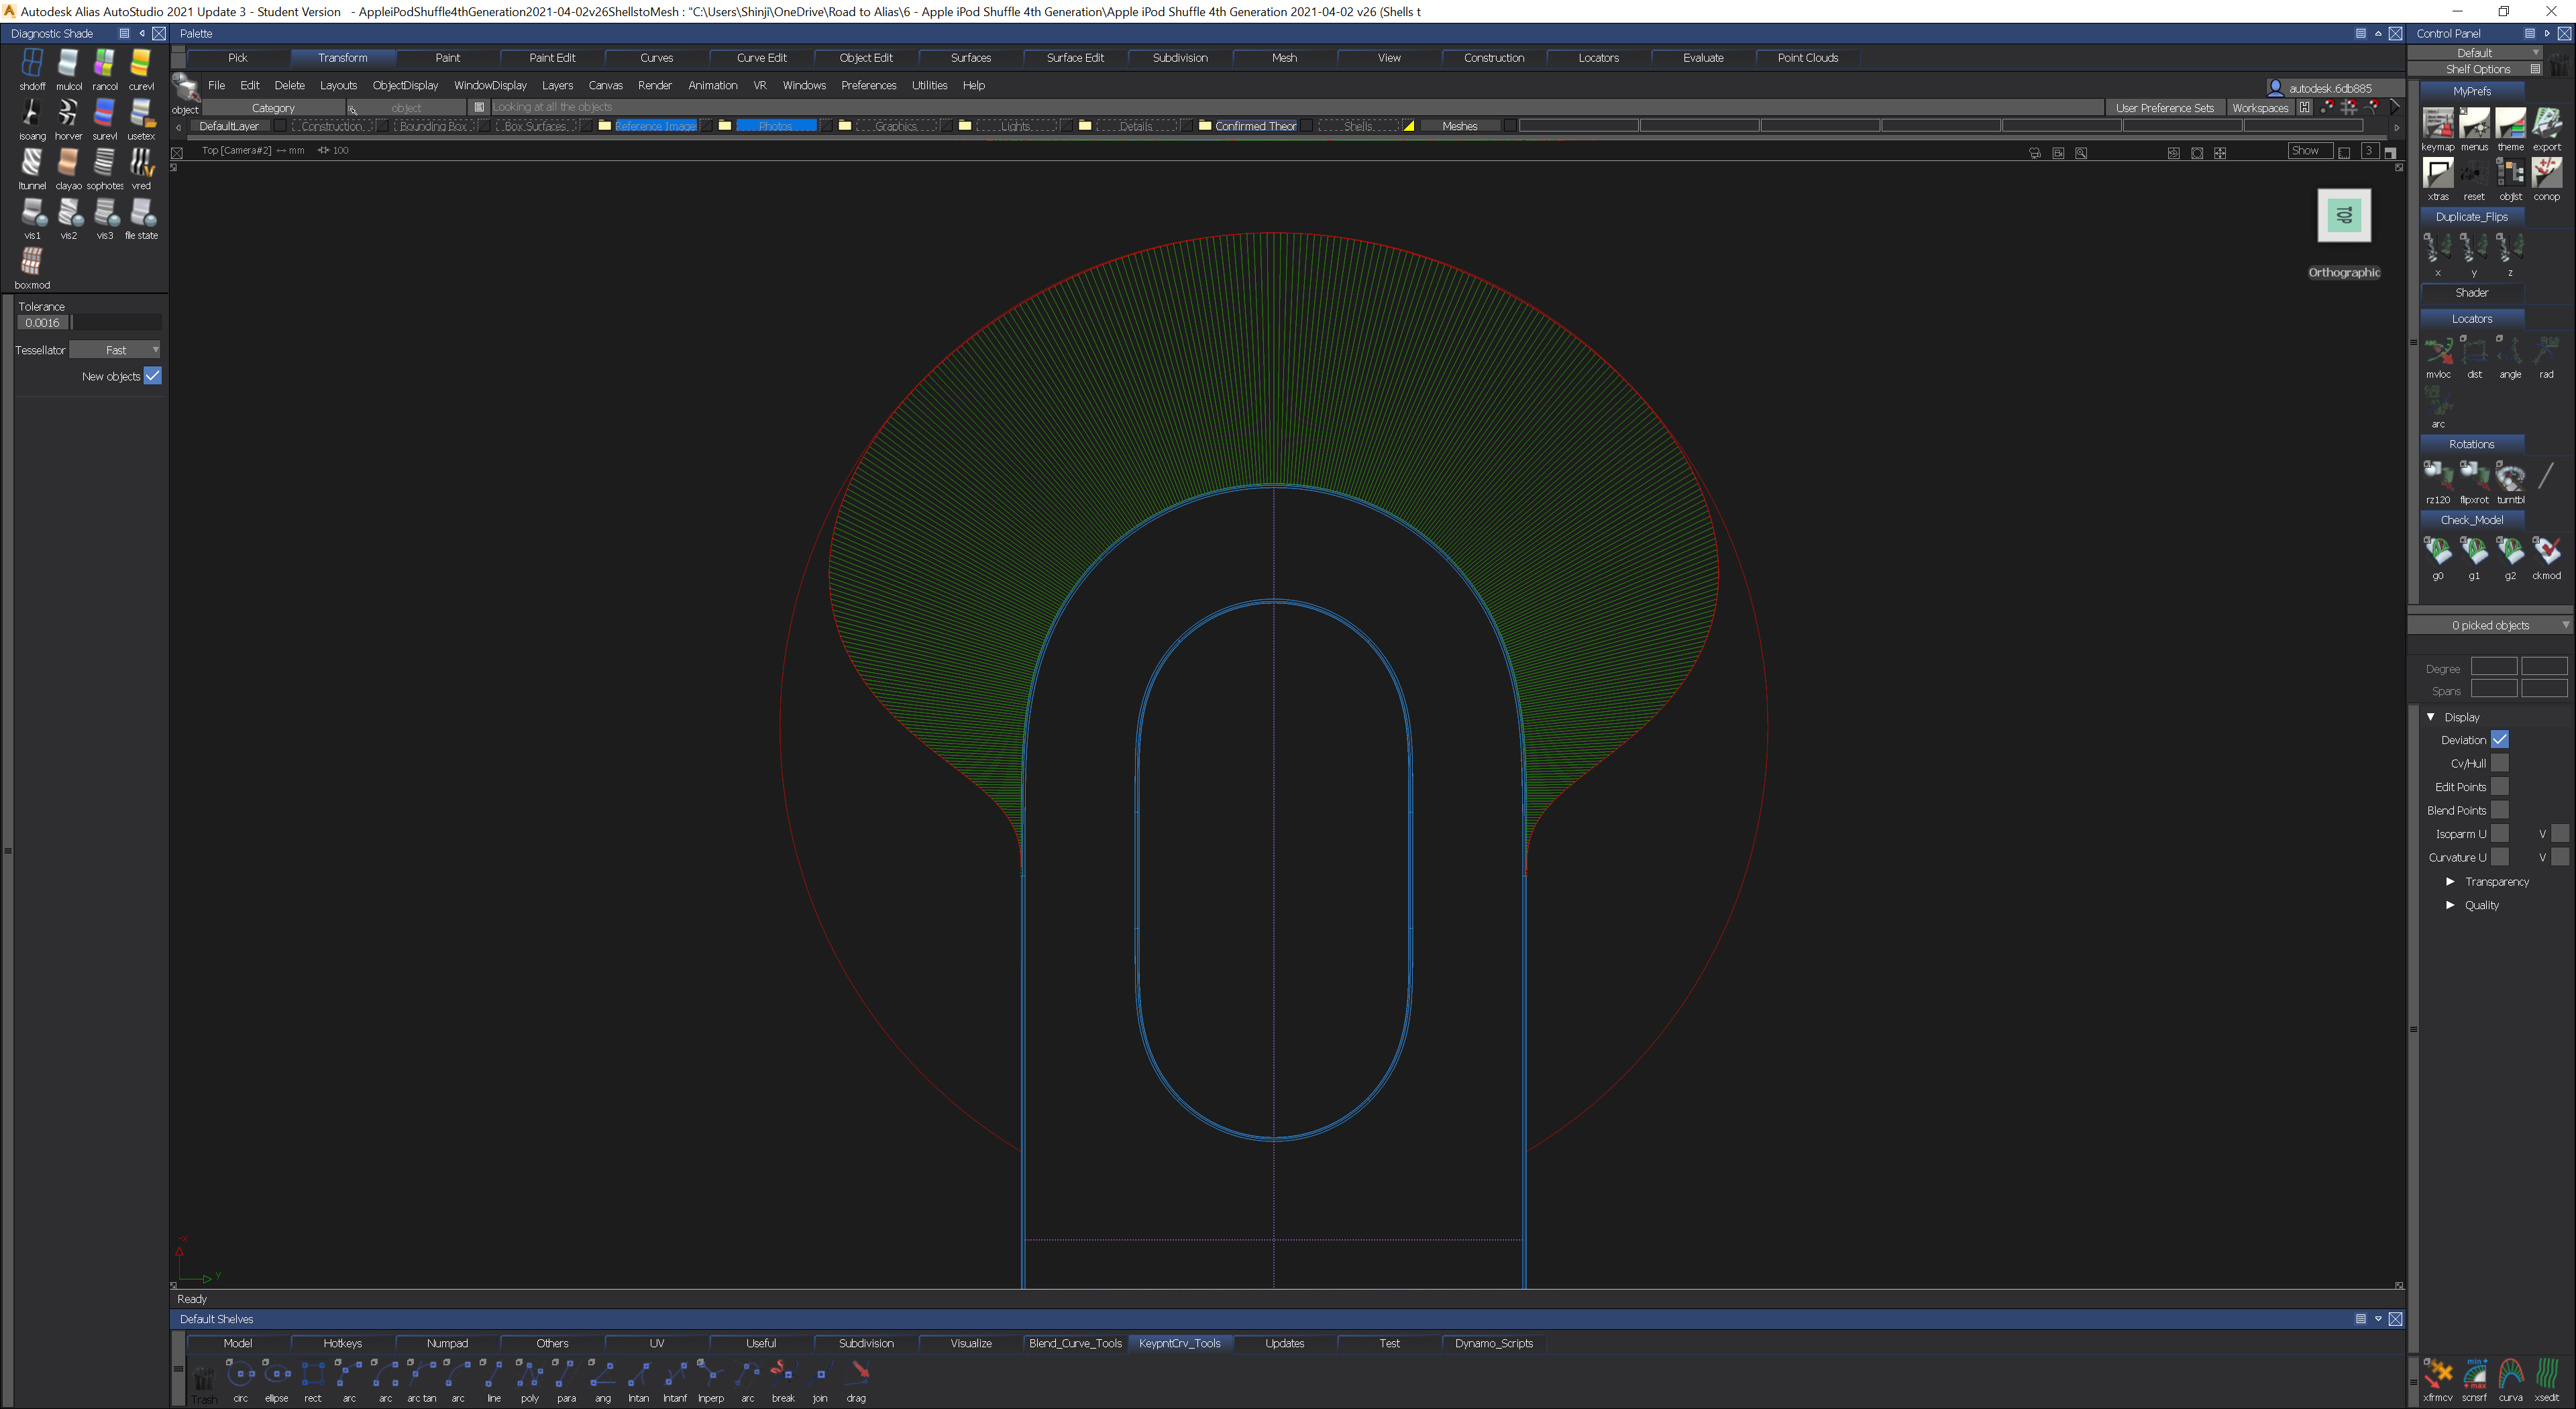 Autodesk Alias AutoStudio 2021 Update 3 - Student Version - AppleiPodShuffle4thGeneration2021-04-02v26ShellstoMesh : "C:\Users\Shinji\OneDrive\Road to Alias\6 - Apple iPod Shuffle 4th Generation\Apple iPod Shuffle 4th Generation 2021-04-02 v26 (Shells t
Diagnostic Shade
Palette
Control Panel
Pick Transform Paint Paint Edit Curves Curve Edit Object Edit Surfaces Surface Edit Subdivision Mesh View Construction Locators Evaluate Point Clouds
File Edit Delete Layouts ObjectDisplay WindowDisplay Layers Canvas Render Animation VR Windows Preferences Utilities Help
autodesk.6db885
object Category object Looking at all the objects
User Preference Sets Workspaces H
DefaultLayer Construction Bounding Box Box Surfaces Reference Image Photos Graphics Lights Details Confirmed Theor Shells Meshes
Top [Camera#2] mm 100
Show 3
shdoff mulcol rancol curevl
isoang horver surevl usetex
ltunnel clayao sophotes vred
vis1 vis2 vis3 file state
boxmod
Tolerance
0.0016
Tessellator Fast
New objects
TOP
Orthographic
-x
y
Ready
Default Shelves
Model Hotkeys Numpad Others UV Useful Subdivision Visualize Blend_Curve_Tools KeypntCrv_Tools Updates Test Dynamo_Scripts
Trash circ ellipse rect arc arc arc tan arc line poly para ang lntan lntanf lnperp arc break join drag
Default
Shelf Options
MyPrefs
keymap menus theme export
xtras reset objlst conop
Duplicate_Flips
x y z
Shader
Locators
mvloc dist angle rad
arc
Rotations
rz120 flipxrot turntbl
Check_Model
g0 g1 g2 ckmod
0 picked objects
Degree
Spans
Display
Deviation
Cv/Hull
Edit Points
Blend Points
Isoparm U V
Curvature U V
Transparency
Quality
xfrmcv scnsrf curva xsedit